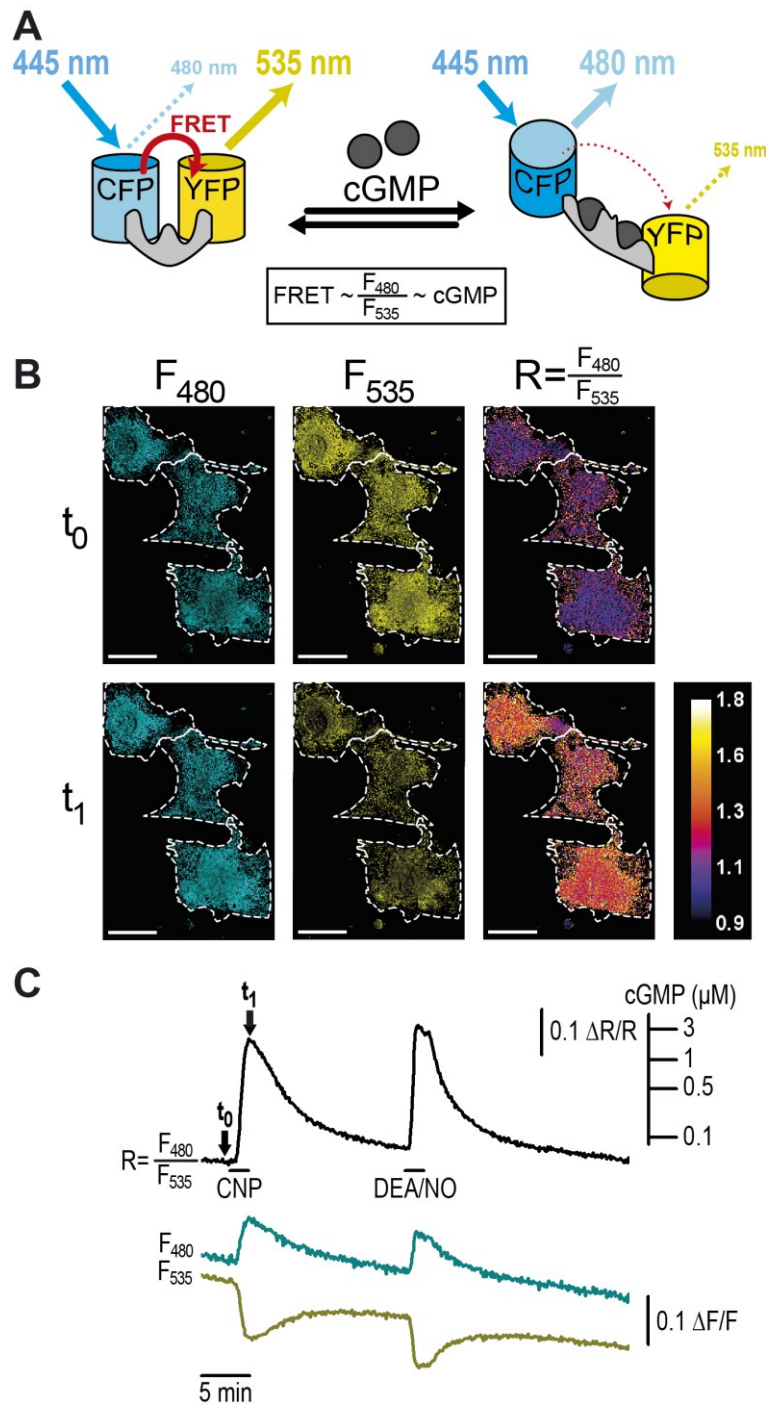 A
445 nm
480 nm
535 nm
FRET
CFP
YFP
cGMP
445 nm
480 nm
535 nm
CFP
YFP
FRET ~ F480/F535 ~ cGMP
B
F480
F535
R= F480/F535
t0
t1
1.8
1.6
1.3
1.1
0.9
C
t1
t0
0.1 ΔR/R
cGMP (µM)
3
1
0.5
0.1
R= F480/F535
CNP
DEA/NO
F480
F535
0.1 ΔF/F
5 min